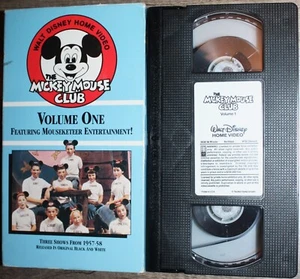 WALT DISNEY HOME VIDEO
THE
MICKEY MOUSE
CLUB
VOLUME ONE
FEATURING MOUSEKETEER ENTERTAINMENT!
THREE SHOWS FROM 1957-58
RELEASED IN ORIGINAL BLACK AND WHITE
THE
MICKEY MOUSE
CLUB
Volume 1
WALT DISNEY
HOME VIDEO